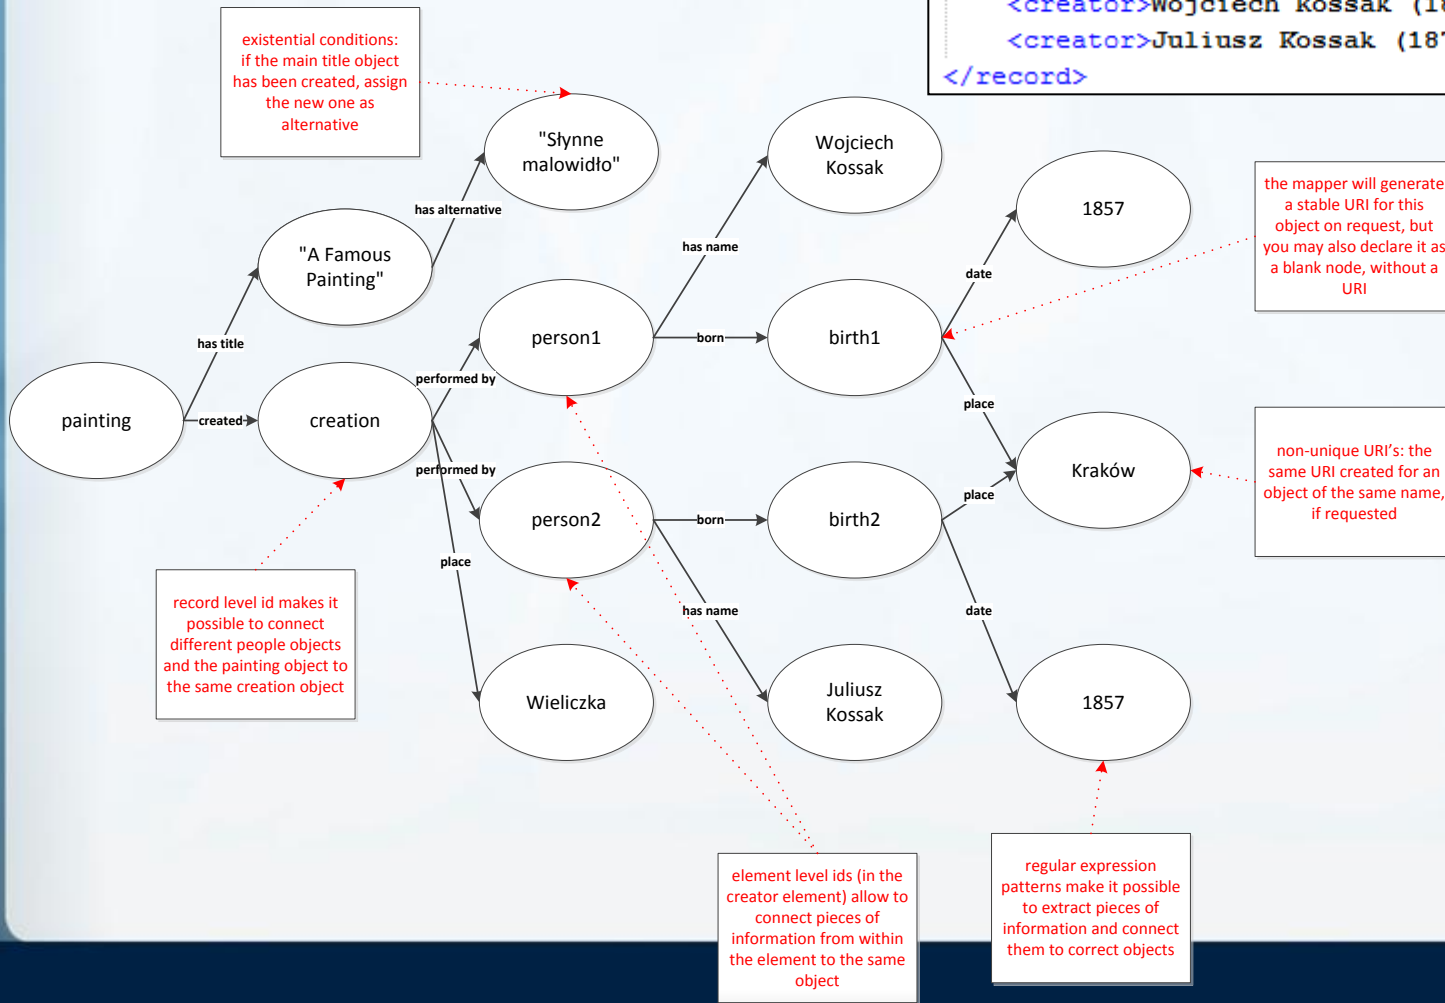 <creator>Wojciech Kossak (18
<creator>Juliusz Kossak (187
</record>
existential conditions:
if the main title object
has been created, assign
the new one as
alternative
"Słynne
malowidło"
Wojciech
Kossak
the mapper will generate
a stable URI for this
object on request, but
you may also declare it as
a blank node, without a
URI
1857
has alternative
"A Famous
Painting"
has name
date
has title
person1
born
birth1
performed by
place
painting
created
creation
performed by
Kraków
non-unique URI's: the
same URI created for an
object of the same name,
if requested
place
person2
born
birth2
place
record level id makes it
possible to connect
different people objects
and the painting object to
the same creation object
has name
date
Wieliczka
Juliusz
Kossak
1857
element level ids (in the
creator element) allow to
connect pieces of
information from within
the element to the same
object
regular expression
patterns make it possible
to extract pieces of
information and connect
them to correct objects